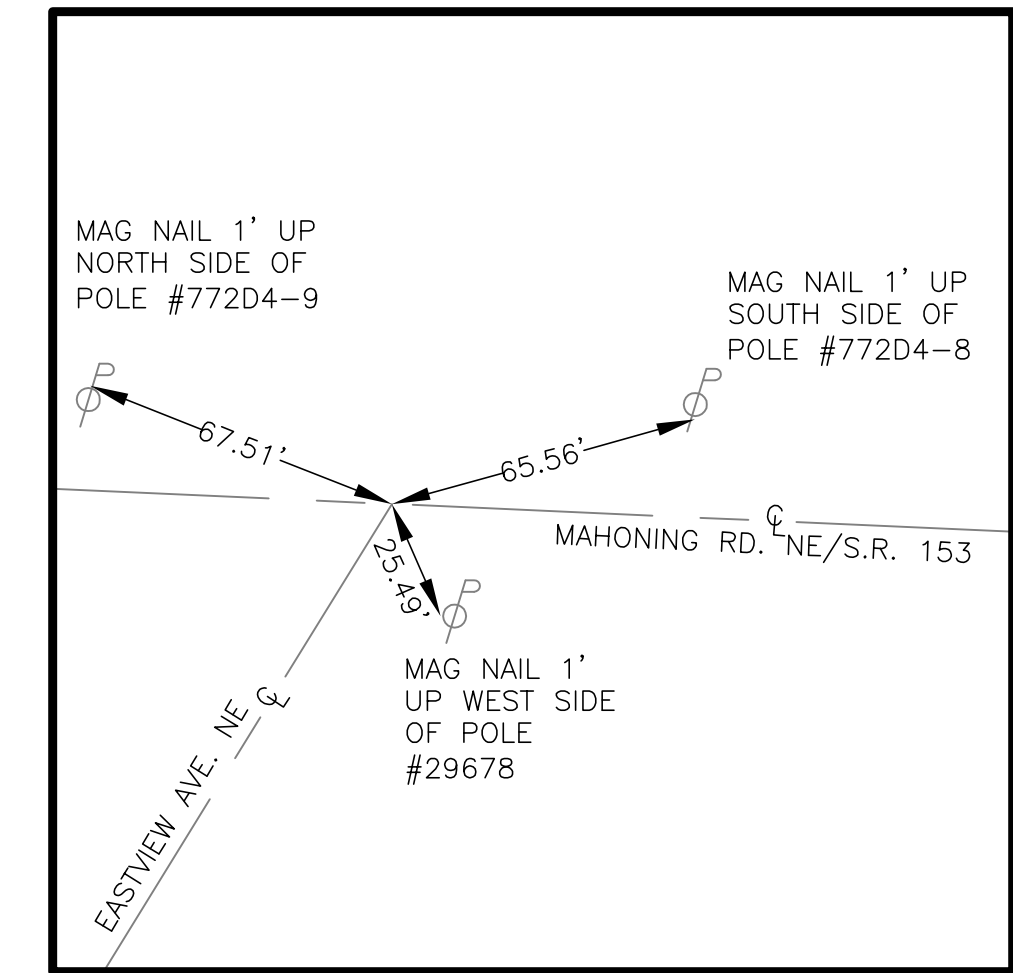 MAG NAIL 1' UP
NORTH SIDE OF
POLE #772D4-9
MAG NAIL 1' UP
SOUTH SIDE OF
POLE #772D4-8
67.51'
65.56'
25.49'
℄
MAHONING RD. NE/S.R. 153
MAG NAIL 1'
UP WEST SIDE
OF POLE
#29678
EASTVIEW AVE. NE ℄